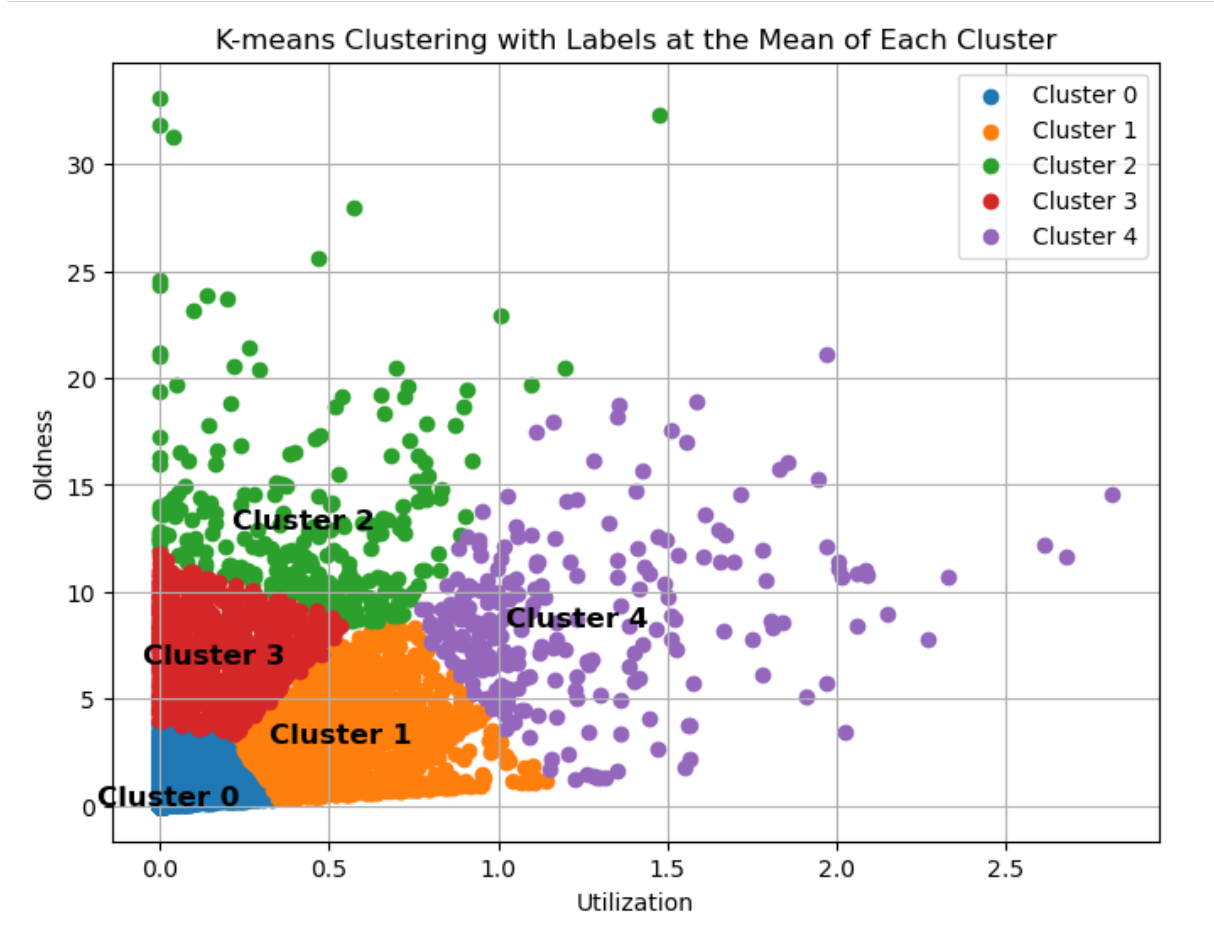 K-means Clustering with Labels at the Mean of Each Cluster
Cluster 0
Cluster 1
Cluster 2
Cluster 3
Cluster 4
30
25
20
15
10
5
0
Oldness
Cluster 2
Cluster 4
Cluster 3
Cluster 1
Cluster 0
0.0 0.5 1.0 1.5 2.0 2.5
Utilization